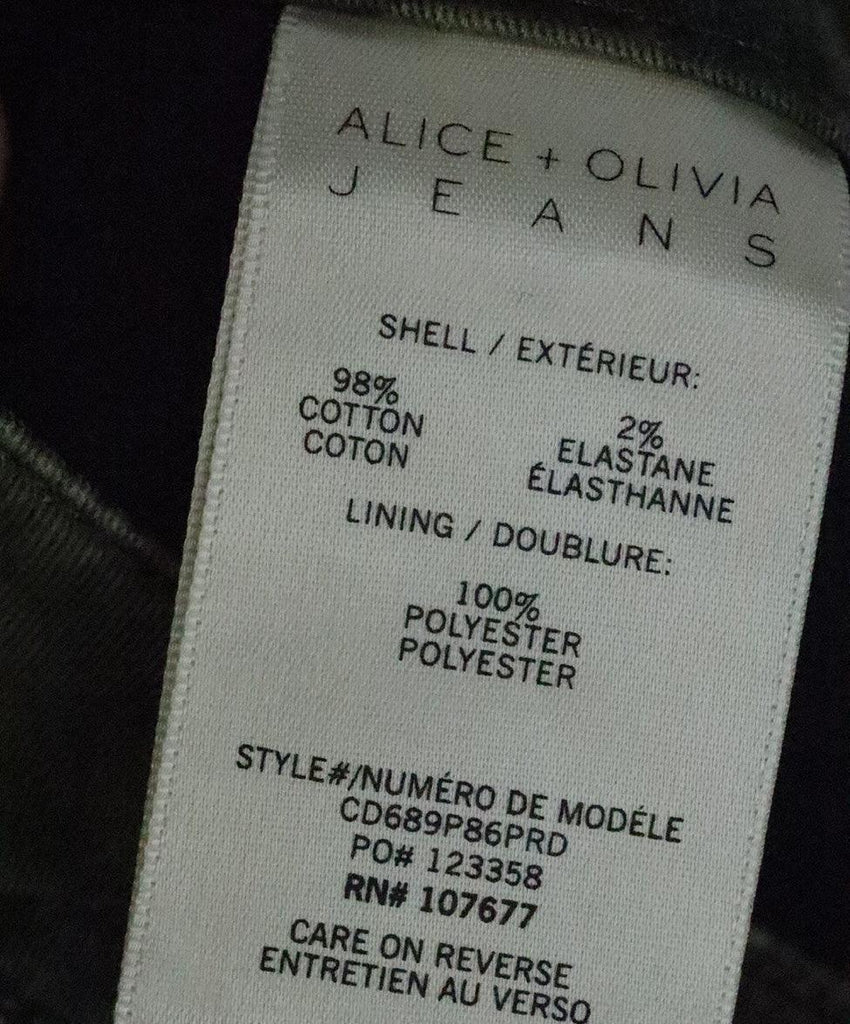 ALICE + OLIVIA
JEANS
SHELL / EXTÉRIEUR:
98%
COTTON
COTON
2%
ELASTANE
ÉLASTHANNE
LINING / DOUBLURE:
100%
POLYESTER
POLYESTER
STYLE#/NUMÉRO DE MODÉLE
CD689P86PRD
PO# 123358
RN# 107677
CARE ON REVERSE
ENTRETIEN AU VERSO